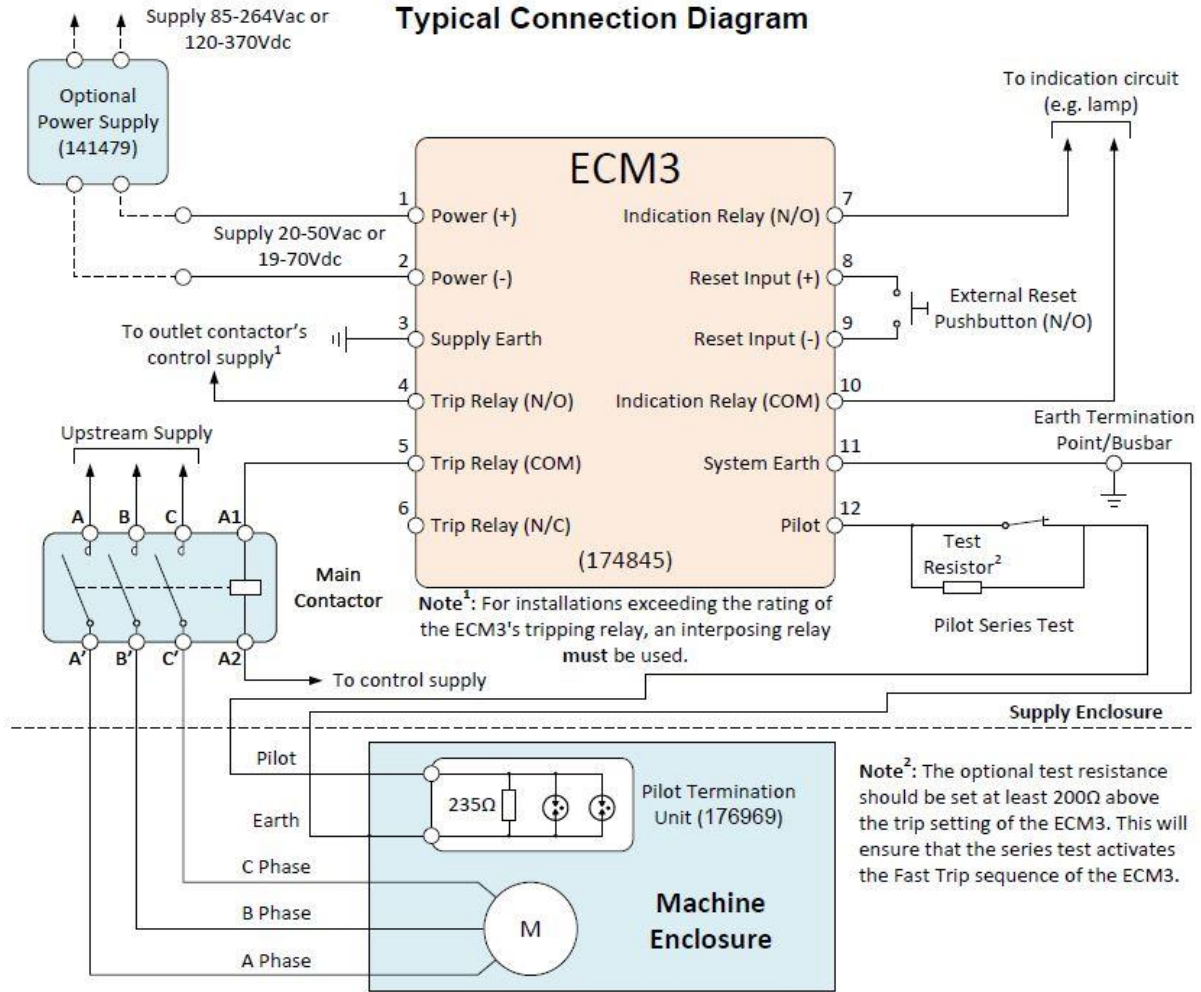 Typical Connection Diagram
Supply 85-264Vac or
120-370Vdc
Optional
Power Supply
(141479)
To indication circuit
(e.g. lamp)
ECM3
1
Power (+)
Supply 20-50Vac or
19-70Vdc
2
Power (-)
3
Supply Earth
To outlet contactor's
control supply¹
4
Trip Relay (N/O)
5
Trip Relay (COM)
6
Trip Relay (N/C)
7
Indication Relay (N/O)
8
Reset Input (+)
9
Reset Input (-)
External Reset
Pushbutton (N/O)
10
Indication Relay (COM)
11
System Earth
Earth Termination
Point/Busbar
12
Pilot
(174845)
Test
Resistor²
Pilot Series Test
Upstream Supply
A B C A1
Main
Contactor
A' B' C' A2
To control supply
Note¹: For installations exceeding the rating of
the ECM3's tripping relay, an interposing relay
must be used.
Supply Enclosure
Pilot
Earth
235Ω
Pilot Termination
Unit (176969)
C Phase
B Phase
A Phase
M
Machine
Enclosure
Note²: The optional test resistance
should be set at least 200Ω above
the trip setting of the ECM3. This will
ensure that the series test activates
the Fast Trip sequence of the ECM3.